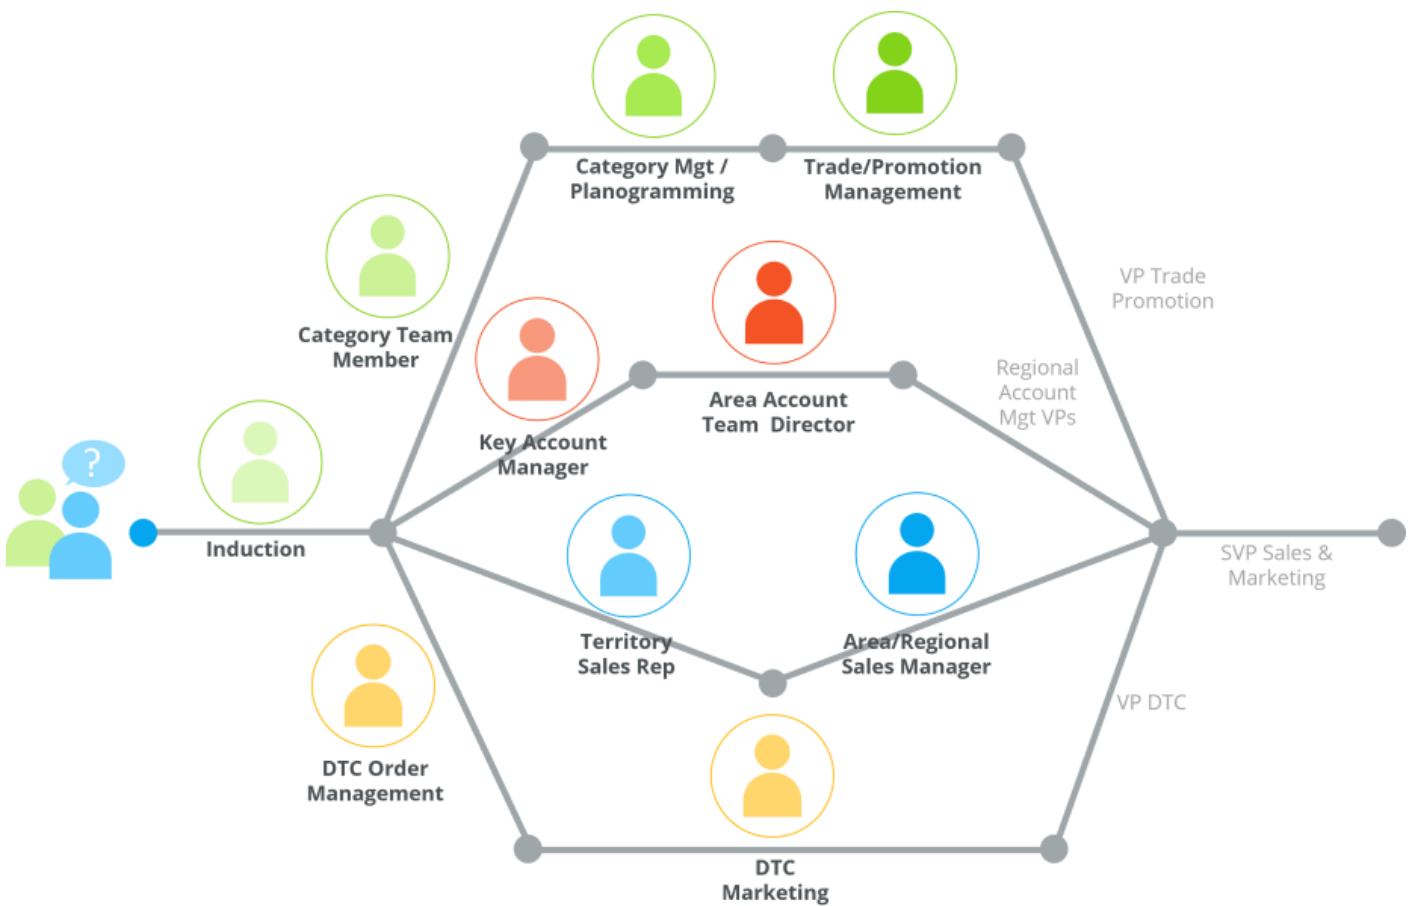 Category Mgt /
Planogramming
Trade/Promotion
Management
VP Trade
Promotion
Category Team
Member
Regional
Account
Mgt VPs
Area Account
Team  Director
Key Account
Manager
?
Induction
SVP Sales &
Marketing
Territory
Sales Rep
Area/Regional
Sales Manager
VP DTC
DTC Order
Management
DTC
Marketing